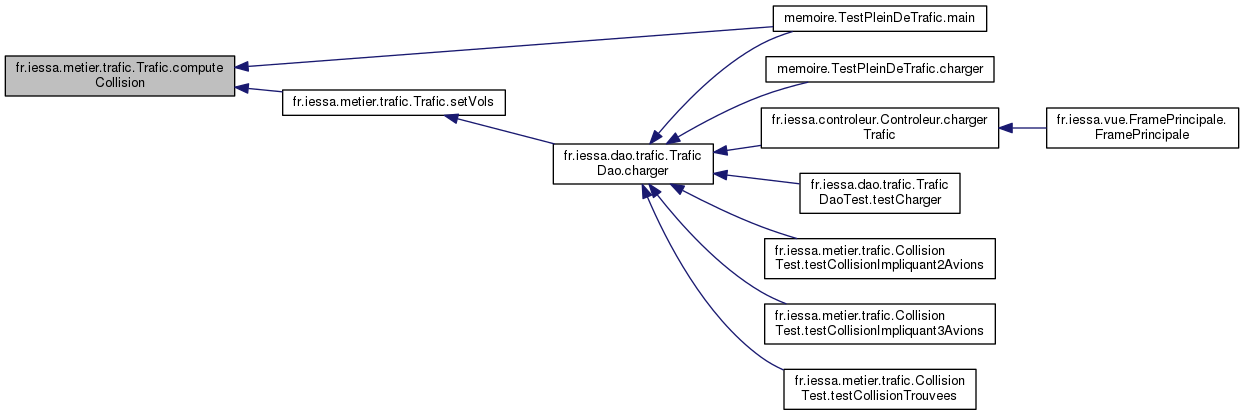 memoire.TestPleinDeTrafic.main
fr.iessa.metier.trafic.Trafic.compute
Collision
memoire.TestPleinDeTrafic.charger
fr.iessa.metier.trafic.Trafic.setVols
fr.iessa.controleur.Controleur.charger
Trafic
fr.iessa.vue.FramePrincipale.
FramePrincipale
fr.iessa.dao.trafic.Trafic
Dao.charger
fr.iessa.dao.trafic.Trafic
DaoTest.testCharger
fr.iessa.metier.trafic.Collision
Test.testCollisionImpliquant2Avions
fr.iessa.metier.trafic.Collision
Test.testCollisionImpliquant3Avions
fr.iessa.metier.trafic.Collision
Test.testCollisionTrouvees